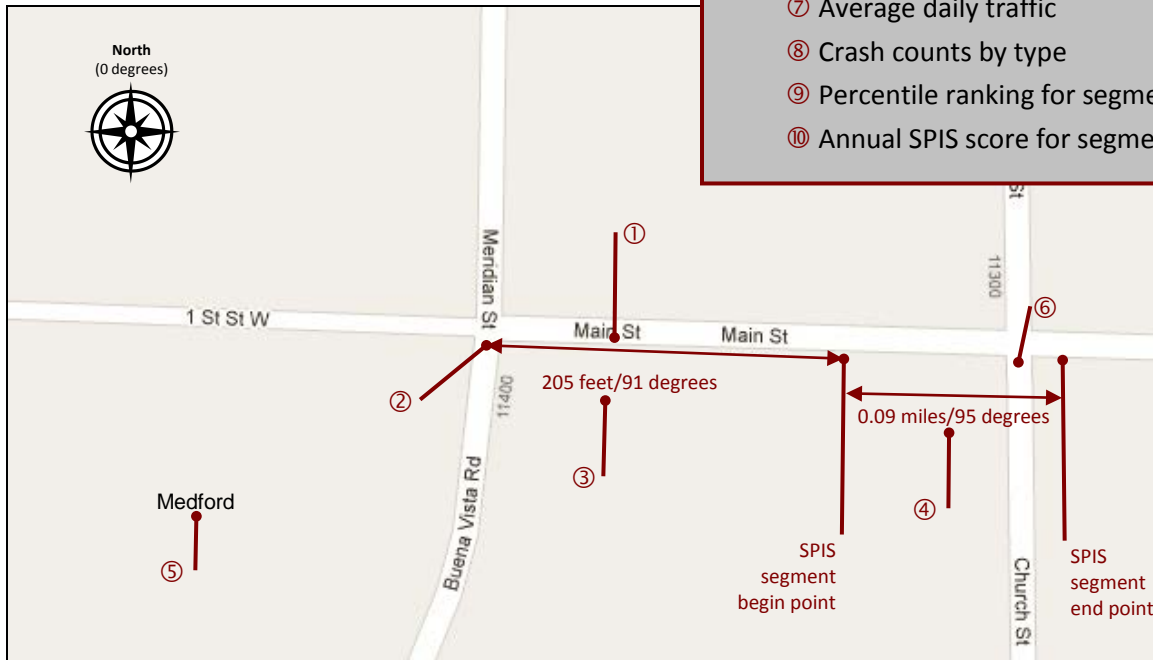 ⑦ Average daily traffic
⑧ Crash counts by type
⑨ Percentile ranking for segme
⑩ Annual SPIS score for segme
North
(0 degrees)
St
Meridian St
①
11300
⑥
1 St St W
Main St
Main St
②
11400
205 feet/91 degrees
0.09 miles/95 degrees
③
④
Medford
⑤
Buena Vista Rd
SPIS
segment
begin point
Church St
SPIS
segment
end point